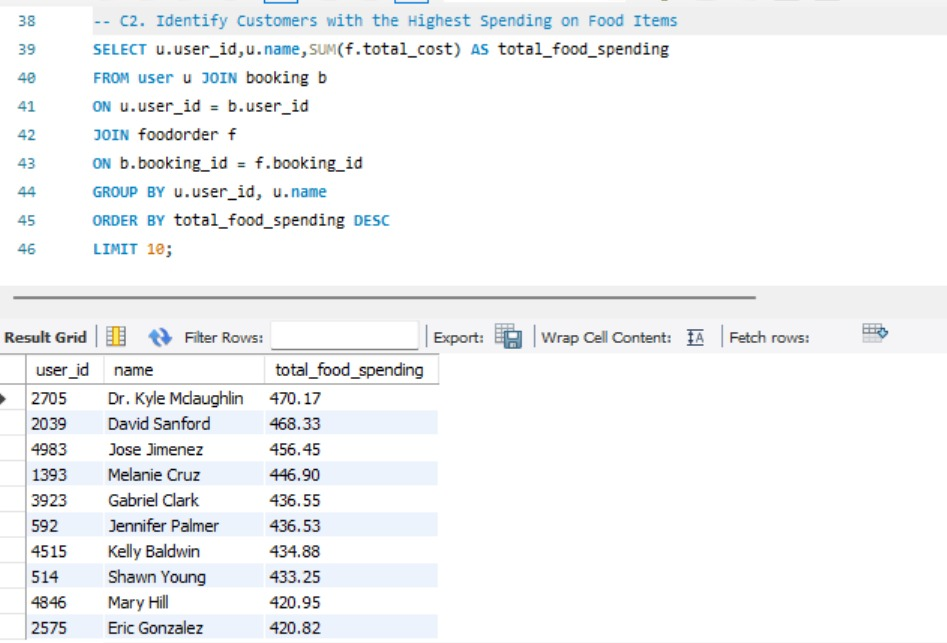 38 -- C2. Identify Customers with the Highest Spending on Food Items
39 SELECT u.user_id,u.name,SUM(f.total_cost) AS total_food_spending
40 FROM user u JOIN booking b
41 ON u.user_id = b.user_id
42 JOIN foodorder f
43 ON b.booking_id = f.booking_id
44 GROUP BY u.user_id, u.name
45 ORDER BY total_food_spending DESC
46 LIMIT 10;
Result Grid Filter Rows: Export: Wrap Cell Content: Fetch rows:
user_id name total_food_spending
2705 Dr. Kyle Mclaughlin 470.17
2039 David Sanford 468.33
4983 Jose Jimenez 456.45
1393 Melanie Cruz 446.90
3923 Gabriel Clark 436.55
592 Jennifer Palmer 436.53
4515 Kelly Baldwin 434.88
514 Shawn Young 433.25
4846 Mary Hill 420.95
2575 Eric Gonzalez 420.82